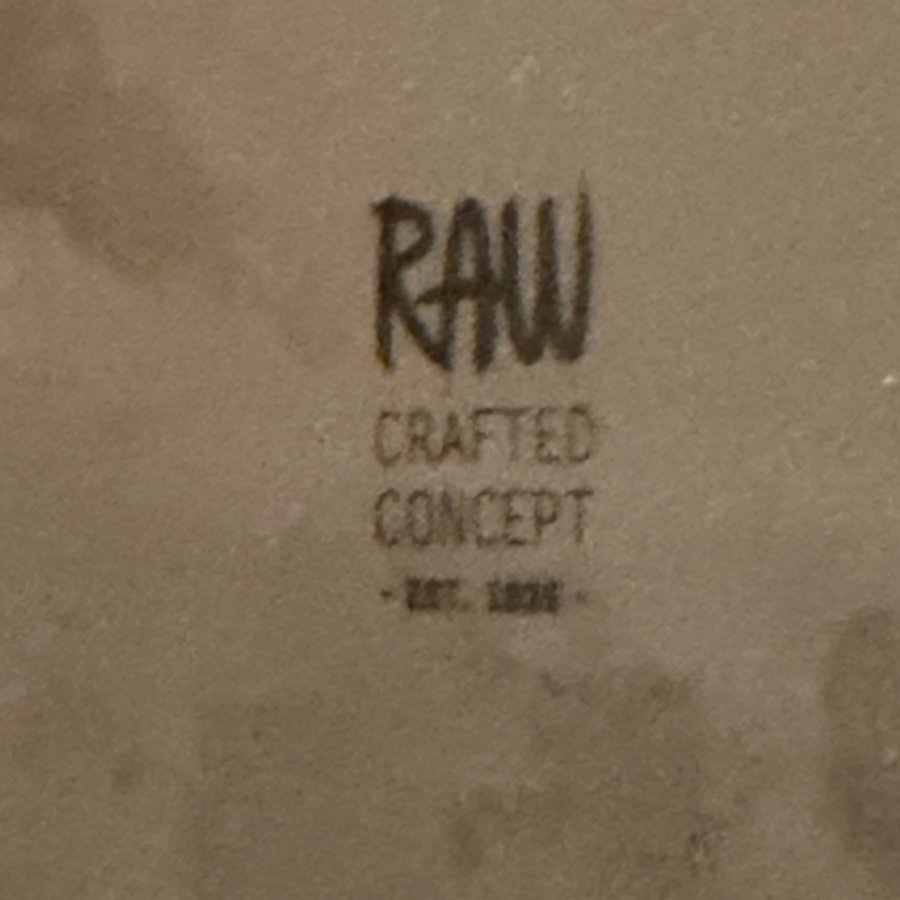 RAW
CRAFTED
CONCEPT
- EST.